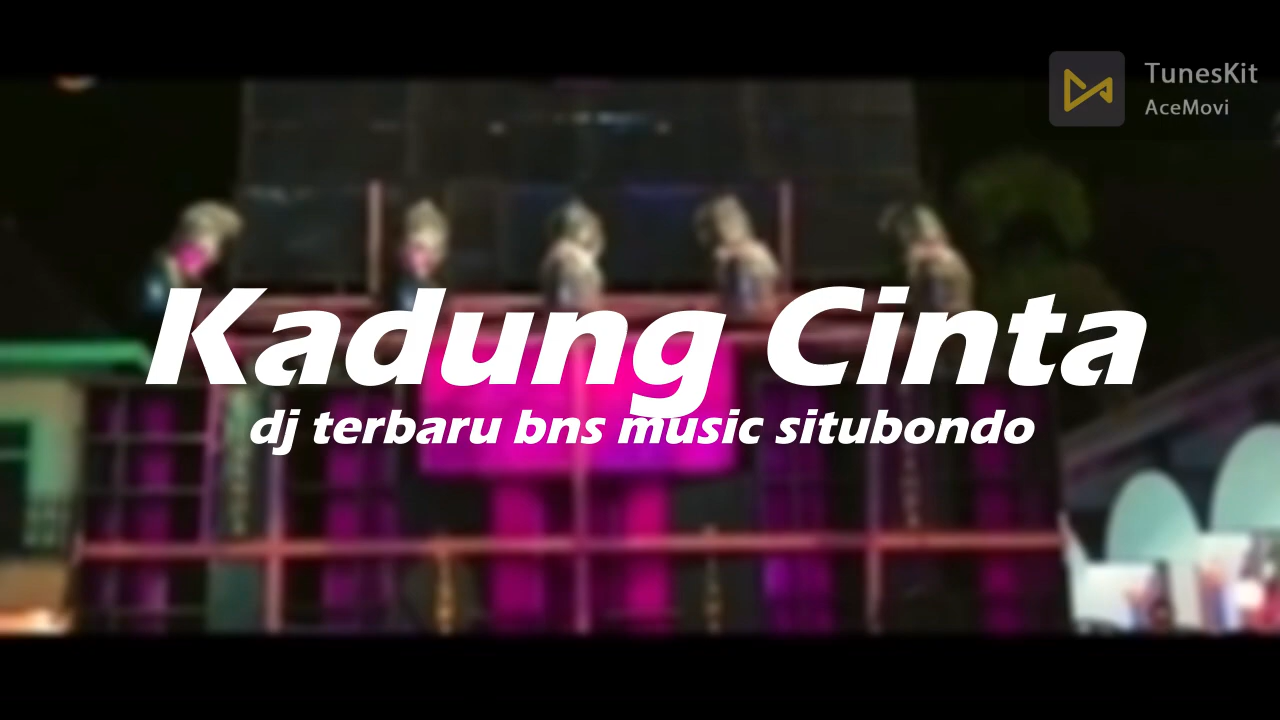 TunesKit
AceMovi
Kadung Cinta
dj terbaru bns music situbondo